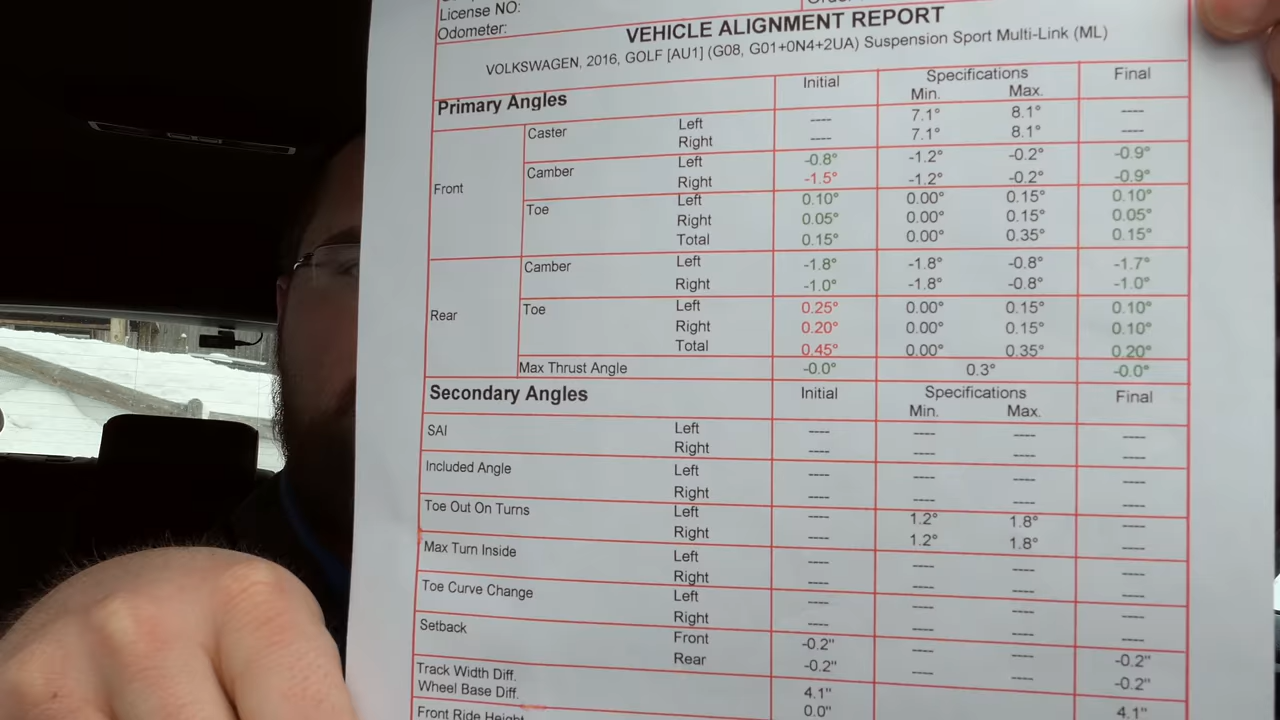 License NO:
Odometer:
VEHICLE ALIGNMENT REPORT
VOLKSWAGEN, 2016, GOLF [AU1] (G08, G01+0N4+2UA) Suspension Sport Multi-Link (ML)
Primary Angles Initial Specifications Min. Max. Final
Front Caster Left ---- 7.1° 8.1° ----
Right ---- 7.1° 8.1° ----
Camber Left -0.8° -1.2° -0.2° -0.9°
Right -1.5° -1.2° -0.2° -0.9°
Toe Left 0.10° 0.00° 0.15° 0.10°
Right 0.05° 0.00° 0.15° 0.05°
Total 0.15° 0.00° 0.35° 0.15°
Rear Camber Left -1.8° -1.8° -0.8° -1.7°
Right -1.0° -1.8° -0.8° -1.0°
Toe Left 0.25° 0.00° 0.15° 0.10°
Right 0.20° 0.00° 0.15° 0.10°
Total 0.45° 0.00° 0.35° 0.20°
Max Thrust Angle -0.0° 0.3° -0.0°
Secondary Angles Initial Specifications Min. Max. Final
SAI Left ---- ---- ---- ----
Right ---- ---- ---- ----
Included Angle Left ---- ---- ---- ----
Right ---- ---- ---- ----
Toe Out On Turns Left ---- 1.2° 1.8° ----
Right ---- 1.2° 1.8° ----
Max Turn Inside Left ---- ---- ---- ----
Right ---- ---- ---- ----
Toe Curve Change Left ---- ---- ---- ----
Right ---- ---- ---- ----
Setback Front -0.2" ---- ---- -0.2"
Rear -0.2" ---- ---- -0.2"
Track Width Diff. 4.1" 4.1"
Wheel Base Diff. 0.0"
Front Ride Height